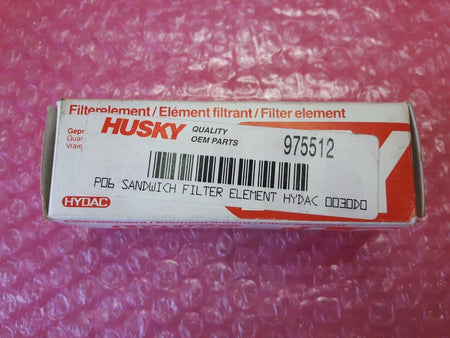 Filterelement/Elément filtrant/Filter element
HUSKY QUALITY OEM PARTS 975512
P06 SANDWICH FILTER ELEMENT HYDAC 0030D0
HYDAC